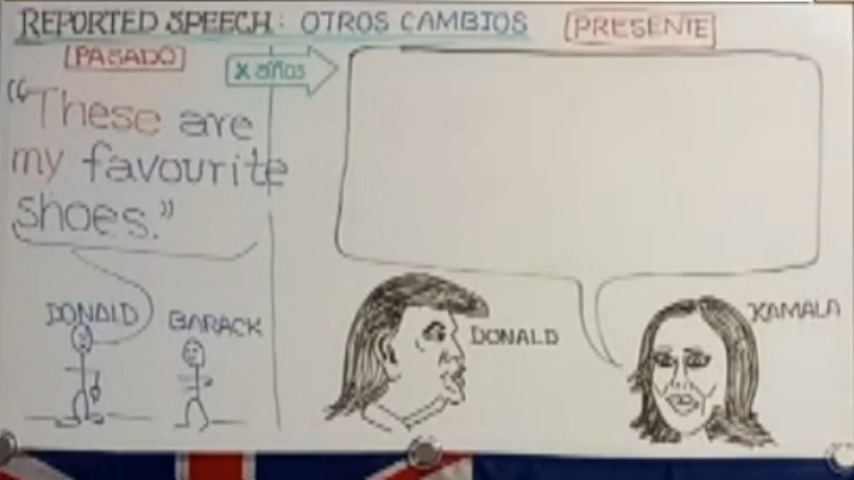 REPORTED SPEECH: OTROS CAMBIOS
[PRESENTE]
[PASADO]
X años
"These are
my favourite
shoes."
DONALD
BARACK
DONALD
KAMALA